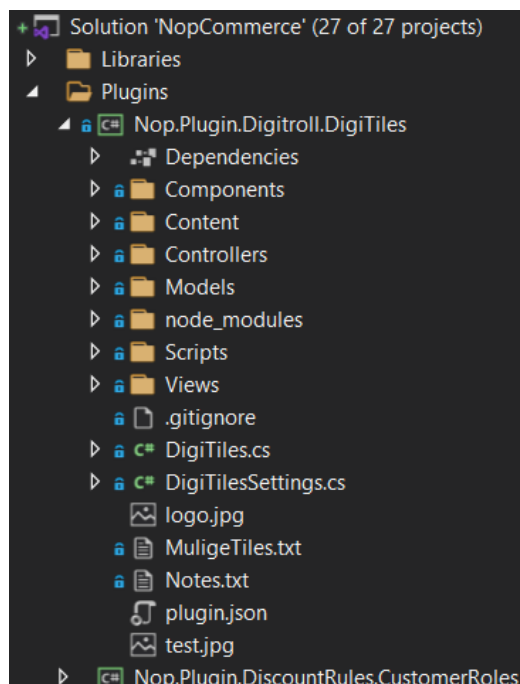 Solution 'NopCommerce' (27 of 27 projects)
Libraries
Plugins
C# Nop.Plugin.Digitroll.DigiTiles
Dependencies
Components
Content
Controllers
Models
node_modules
Scripts
Views
.gitignore
C# DigiTiles.cs
C# DigiTilesSettings.cs
logo.jpg
MuligeTiles.txt
Notes.txt
plugin.json
test.jpg
C# Nop.Plugin.DiscountRules.CustomerRoles